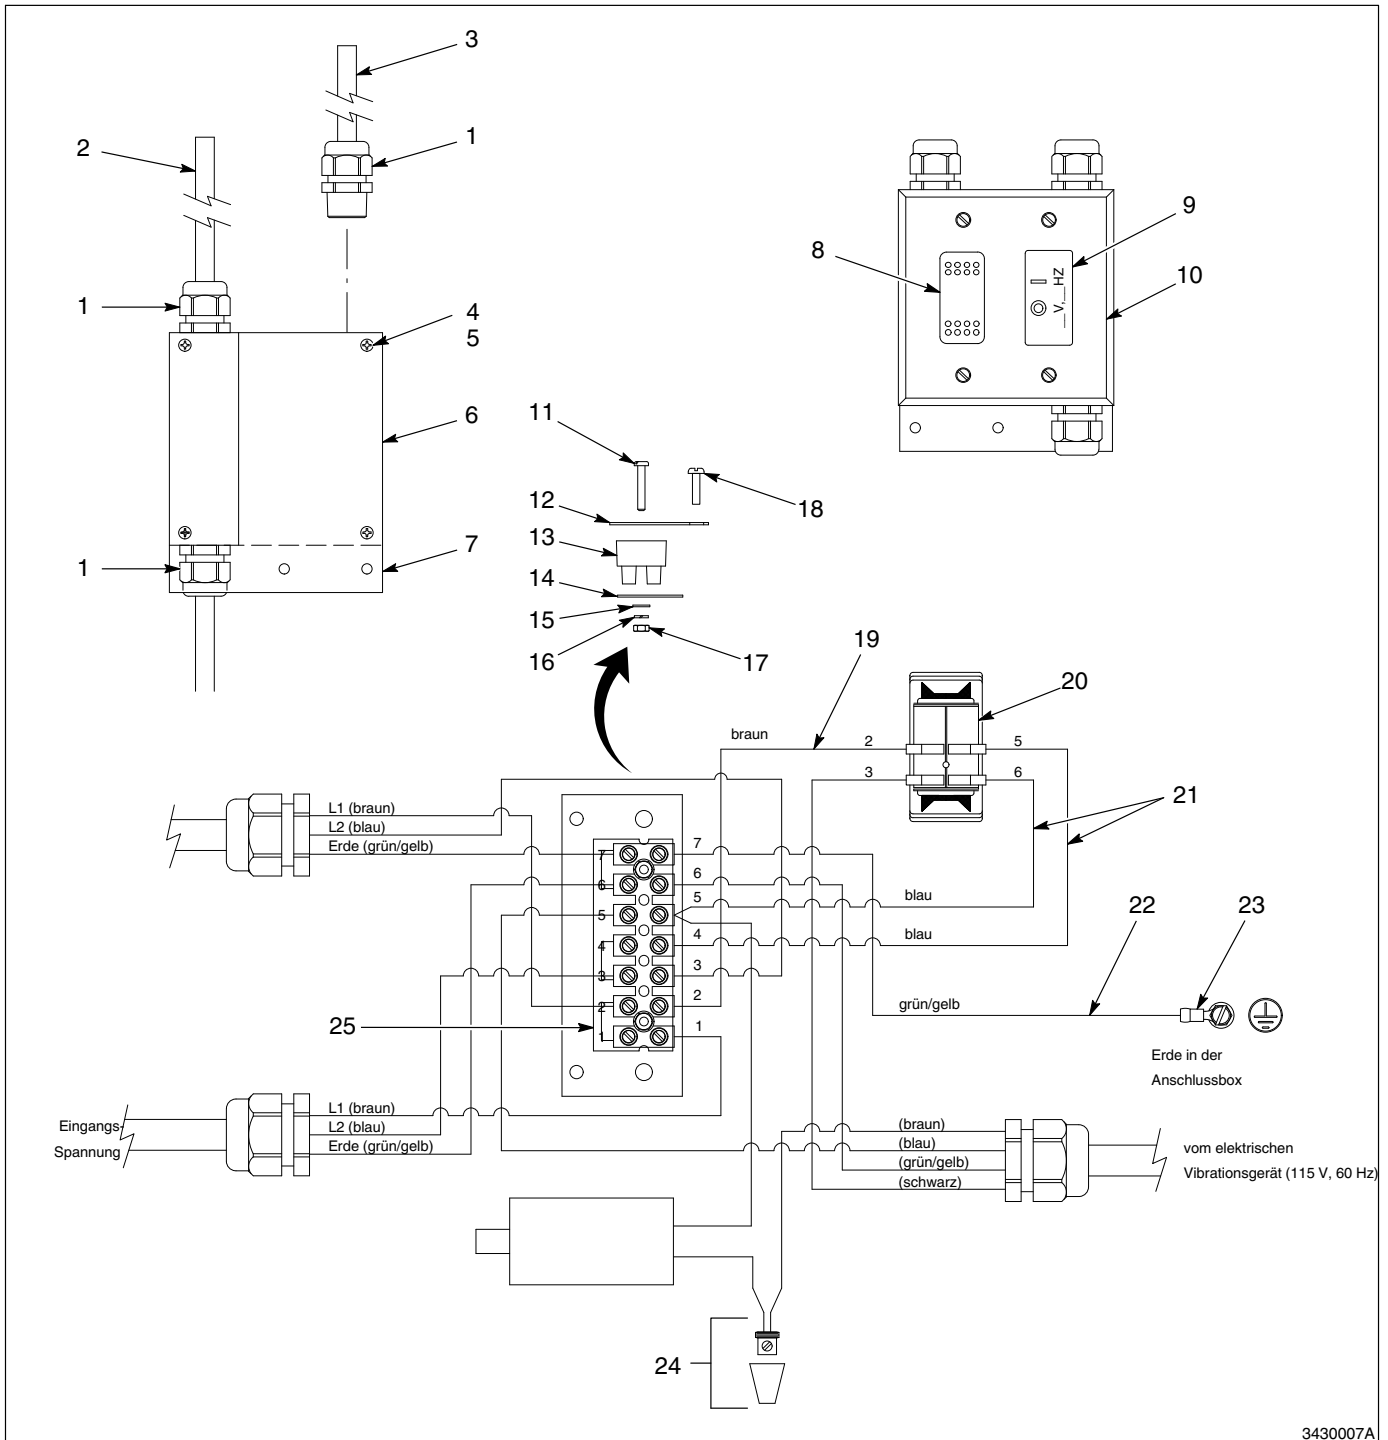 3
1
2
1
4
5
6
7
1
8
9
10
__ V,__HZ
11
18
12
13
14
15
16
17
19
20
braun
2
5
3
6
21
L1 (braun)
L2 (blau)
Erde (grün/gelb)
7
7
6
6
5
5
blau
4
4
blau
3
3
2
2
1
1
22
23
grün/gelb
25
Erde in der
Anschlussbox
L1 (braun)
L2 (blau)
Erde (grün/gelb)
Eingangs-
Spannung
(braun)
(blau)
(grün/gelb)
(schwarz)
vom elektrischen
Vibrationsgerät (115 V, 60 Hz)
24
3430007A